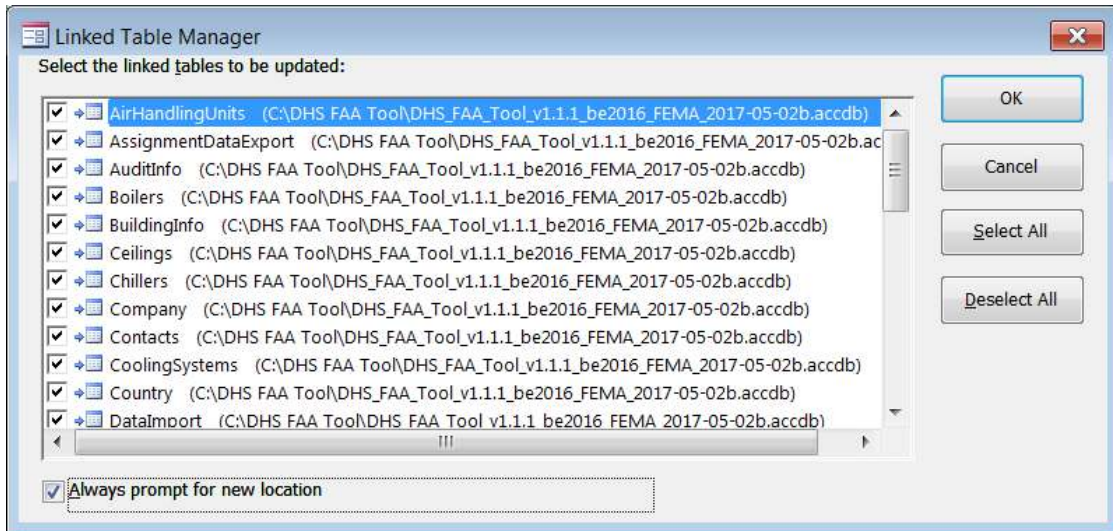 Linked Table Manager
Select the linked tables to be updated:
AirHandlingUnits (C:\DHS FAA Tool\DHS_FAA_Tool_v1.1.1_be2016_FEMA_2017-05-02b.accdb)
AssignmentDataExport (C:\DHS FAA Tool\DHS_FAA_Tool_v1.1.1_be2016_FEMA_2017-05-02b.ac
AuditInfo (C:\DHS FAA Tool\DHS_FAA_Tool_v1.1.1_be2016_FEMA_2017-05-02b.accdb)
Boilers (C:\DHS FAA Tool\DHS_FAA_Tool_v1.1.1_be2016_FEMA_2017-05-02b.accdb)
BuildingInfo (C:\DHS FAA Tool\DHS_FAA_Tool_v1.1.1_be2016_FEMA_2017-05-02b.accdb)
Ceilings (C:\DHS FAA Tool\DHS_FAA_Tool_v1.1.1_be2016_FEMA_2017-05-02b.accdb)
Chillers (C:\DHS FAA Tool\DHS_FAA_Tool_v1.1.1_be2016_FEMA_2017-05-02b.accdb)
Company (C:\DHS FAA Tool\DHS_FAA_Tool_v1.1.1_be2016_FEMA_2017-05-02b.accdb)
Contacts (C:\DHS FAA Tool\DHS_FAA_Tool_v1.1.1_be2016_FEMA_2017-05-02b.accdb)
CoolingSystems (C:\DHS FAA Tool\DHS_FAA_Tool_v1.1.1_be2016_FEMA_2017-05-02b.accdb)
Country (C:\DHS FAA Tool\DHS_FAA_Tool_v1.1.1_be2016_FEMA_2017-05-02b.accdb)
DataImport (C:\DHS FAA Tool\DHS_FAA_Tool_v1.1.1_be2016_FEMA_2017-05-02b.accdb)
Always prompt for new location
OK
Cancel
Select All
Deselect All